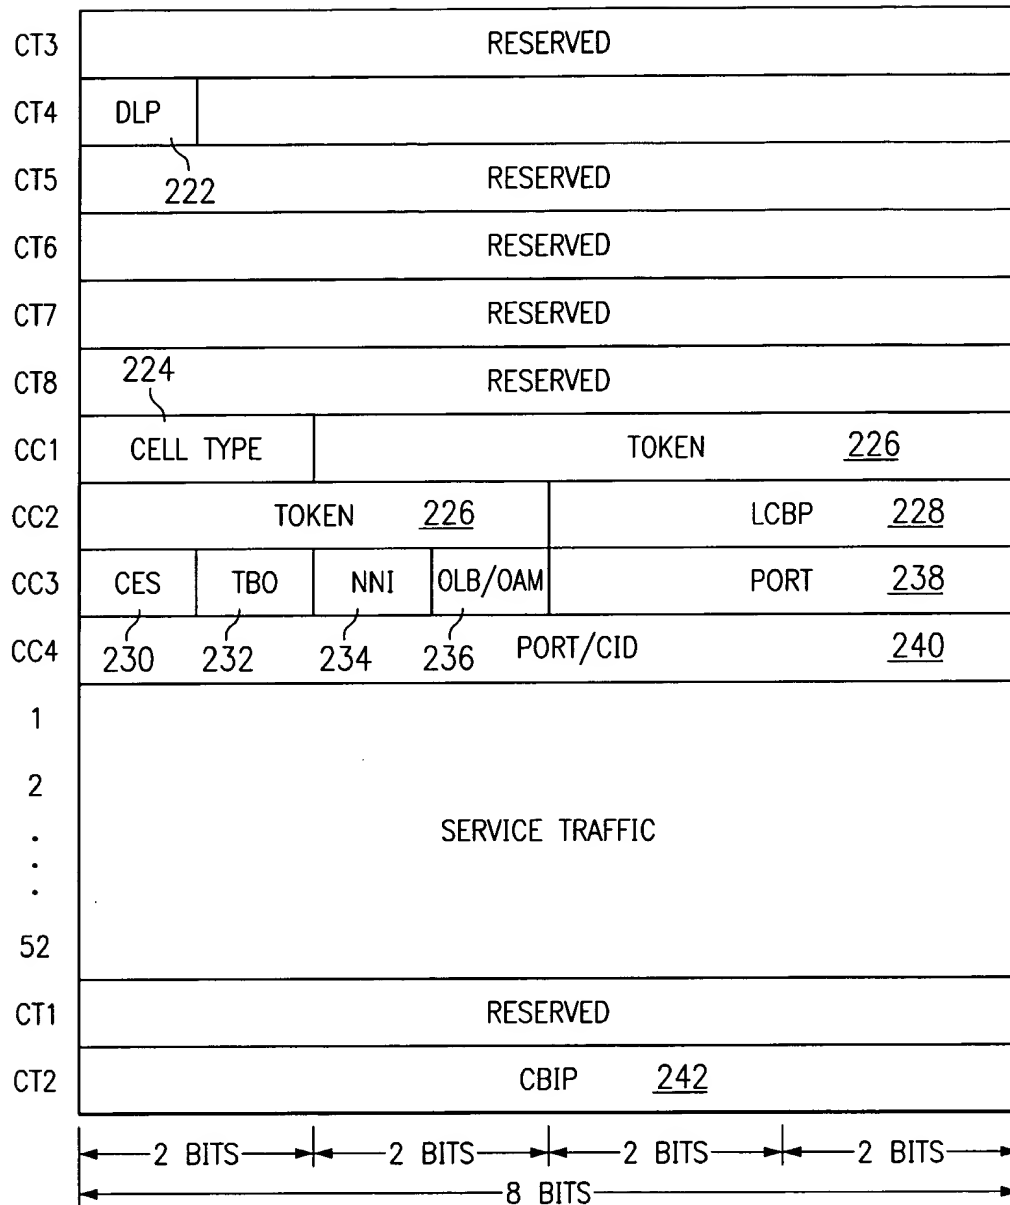 CT3 RESERVED
CT4 DLP
222
CT5 RESERVED
CT6 RESERVED
CT7 RESERVED
224
CT8 RESERVED
CC1 CELL TYPE TOKEN 226
CC2 TOKEN 226 LCBP 228
CC3 CES TBO NNI OLB/OAM PORT 238
230 232 234 236
CC4 PORT/CID 240
1
2
.
.
.
SERVICE TRAFFIC
52
CT1 RESERVED
CT2 CBIP 242
2 BITS 2 BITS 2 BITS 2 BITS
8 BITS